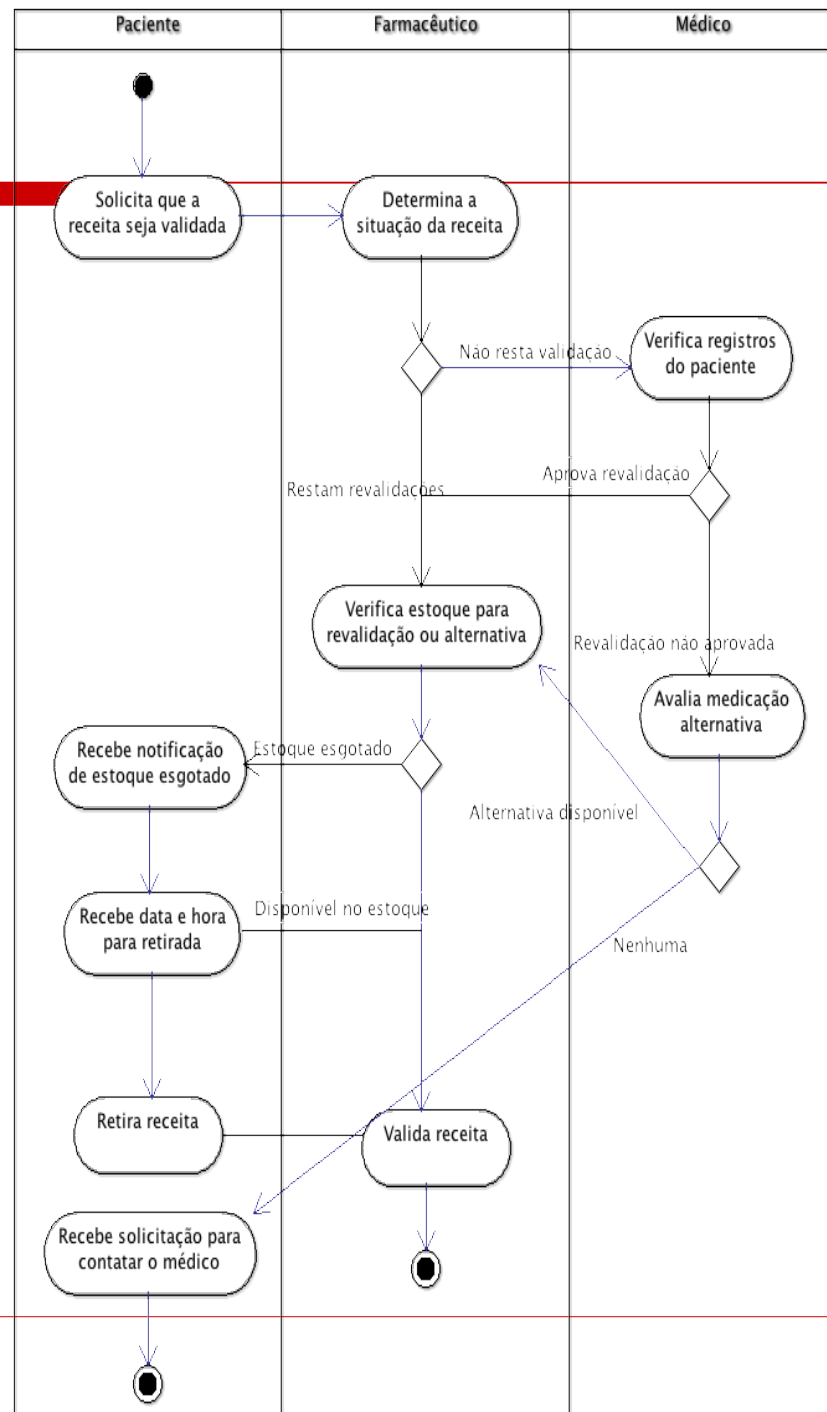 Paciente
Farmacêutico
Médico
Solicita que a
receita seja validada
Determina a
situação da receita
Não resta validação
Verifica registros
do paciente
Aprova revalidação
Restam revalidações
Verifica estoque para
revalidação ou alternativa
Revalidação não aprovada
Avalia medicação
alternativa
Estoque esgotado
Recebe notificação
de estoque esgotado
Alternativa disponível
Recebe data e hora
para retirada
Disponível no estoque
Nenhuma
Retira receita
Valida receita
Recebe solicitação para
contatar o médico